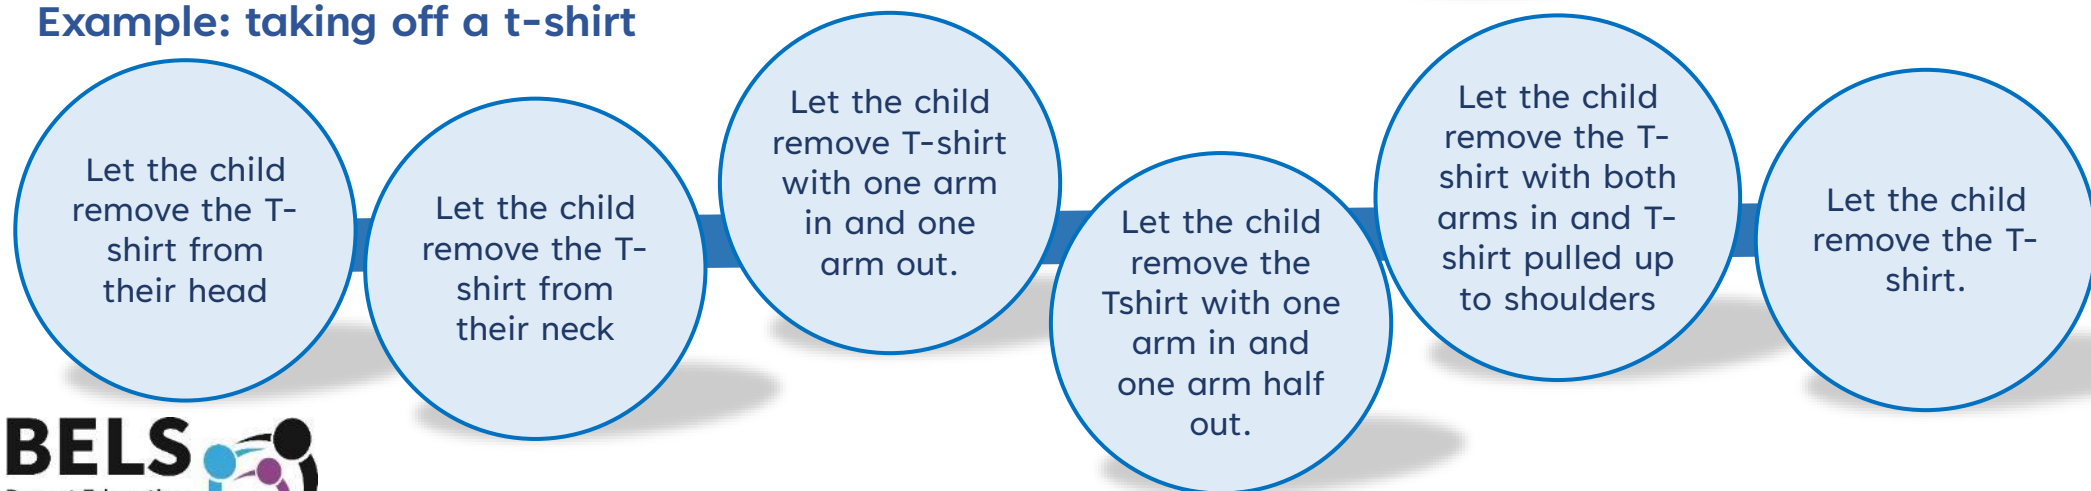 Example: taking off a t-shirt
Let the child
remove the T-
shirt from
their head
Let the child
remove the T-
shirt from
their neck
Let the child
remove T-shirt
with one arm
in and one
arm out.
Let the child
remove the
Tshirt with one
arm in and
one arm half
out.
Let the child
remove the T-
shirt with both
arms in and T-
shirt pulled up
to shoulders
Let the child
remove the T-
shirt.
BELS